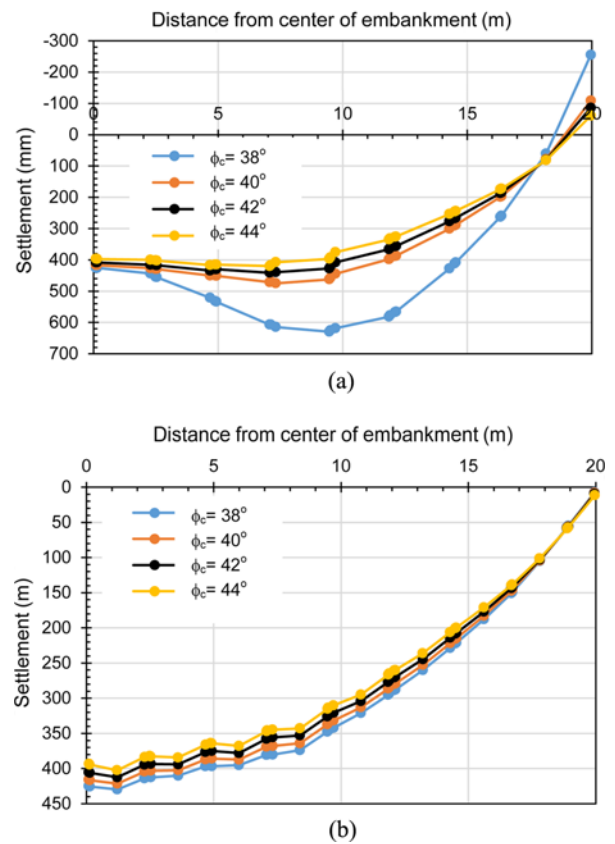 Distance from center of embankment (m)
0 5 10 15 20
-300
-200
-100
0
100
200
300
400
500
600
700
Settlement (mm)
ϕc= 38°
ϕc= 40°
ϕc= 42°
ϕc= 44°
(a)
Distance from center of embankment (m)
0 5 10 15 20
0
50
100
150
200
250
300
350
400
450
Settlement (m)
ϕc= 38°
ϕc= 40°
ϕc= 42°
ϕc= 44°
(b)